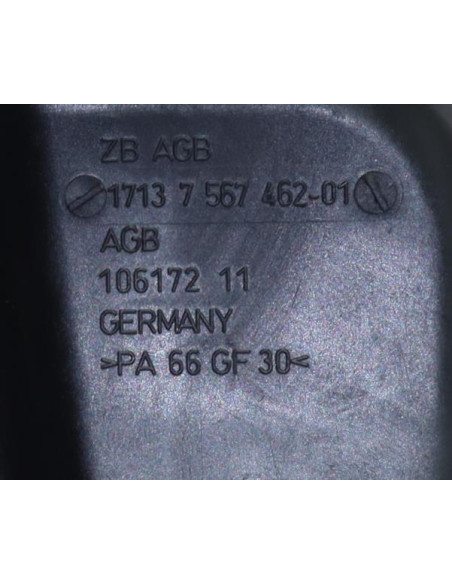 ZB AGB
1713 7 567 462-01
AGB
106172 11
GERMANY
>PA 66 GF 30<